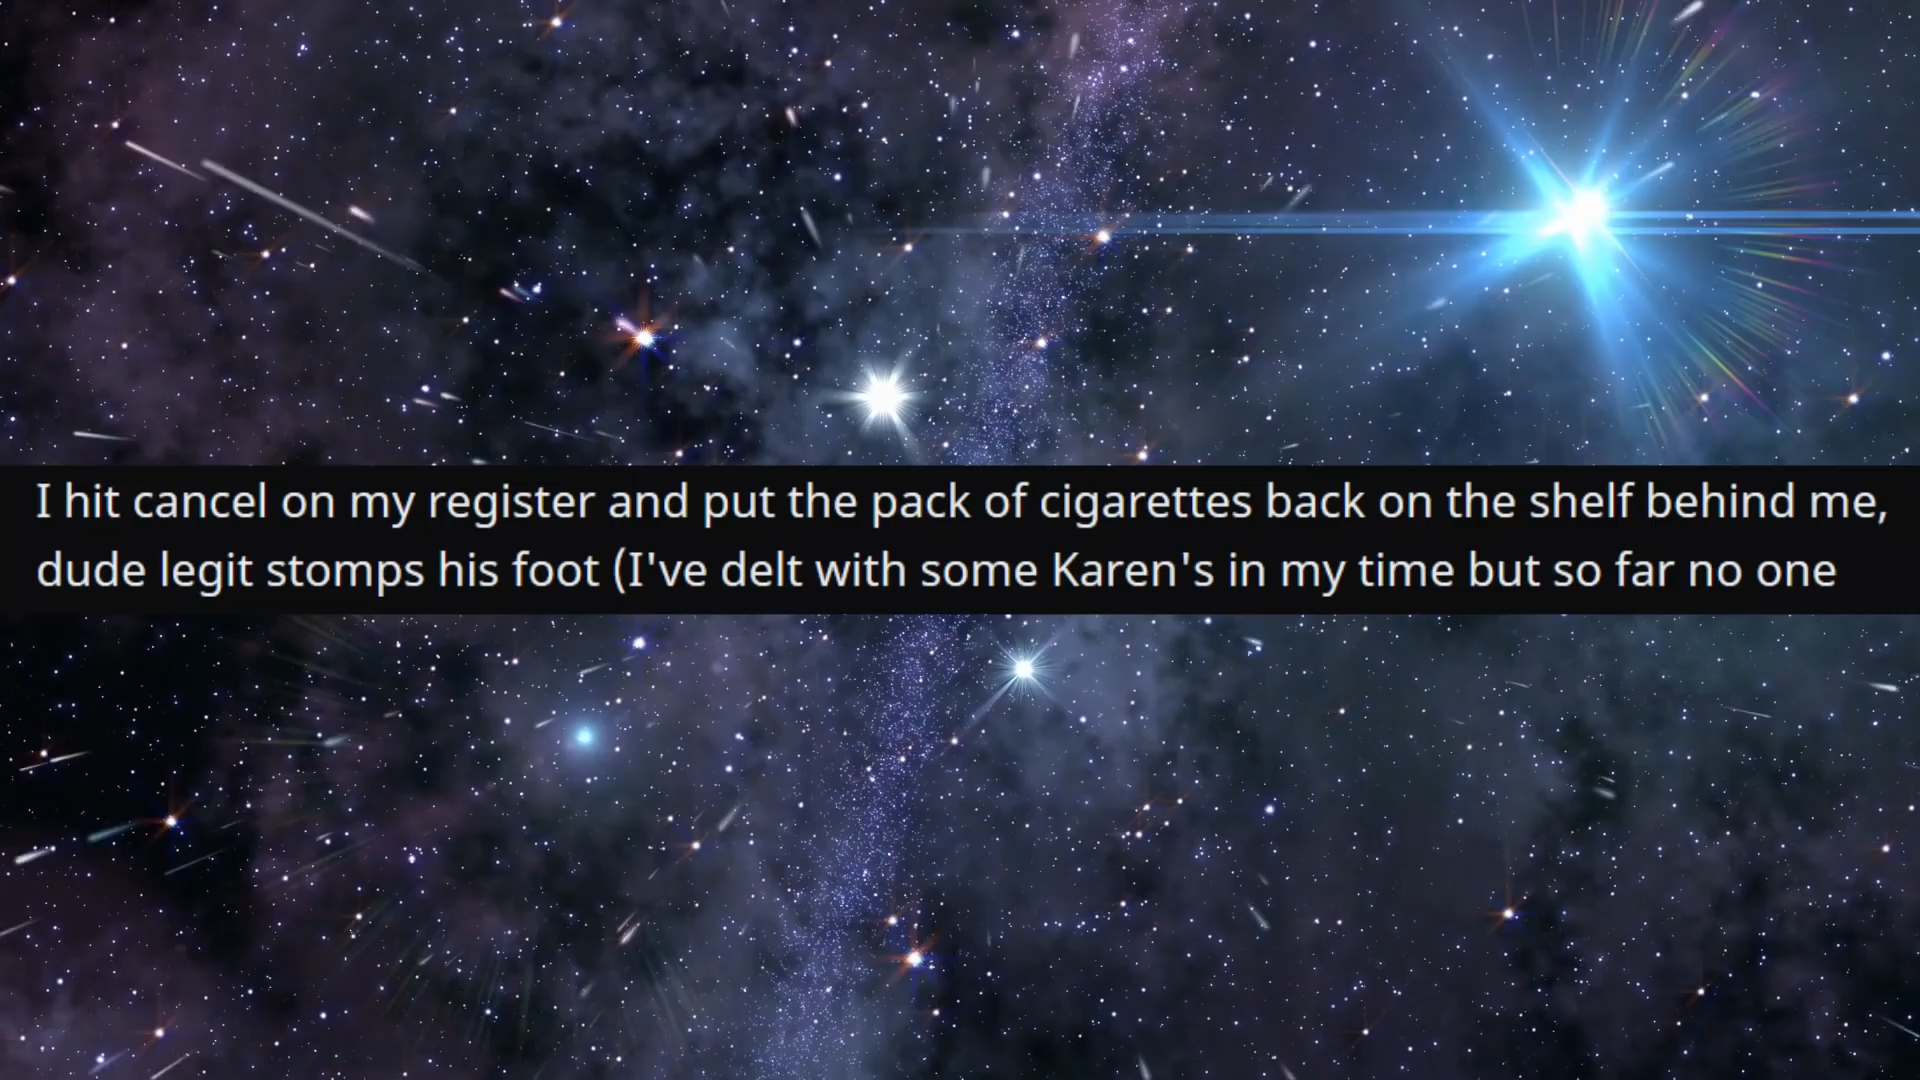 I hit cancel on my register and put the pack of cigarettes back on the shelf behind me,
dude legit stomps his foot (I've delt with some Karen's in my time but so far no one